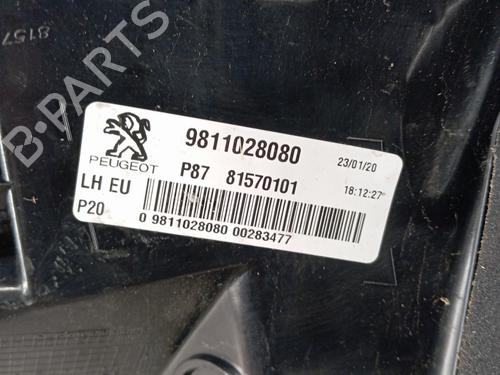 8157
B-PARTS
PEUGEOT
9811028080
23/01/20
P87 81570101
18:12:27
LH EU
P20
0 9811028080 00283477